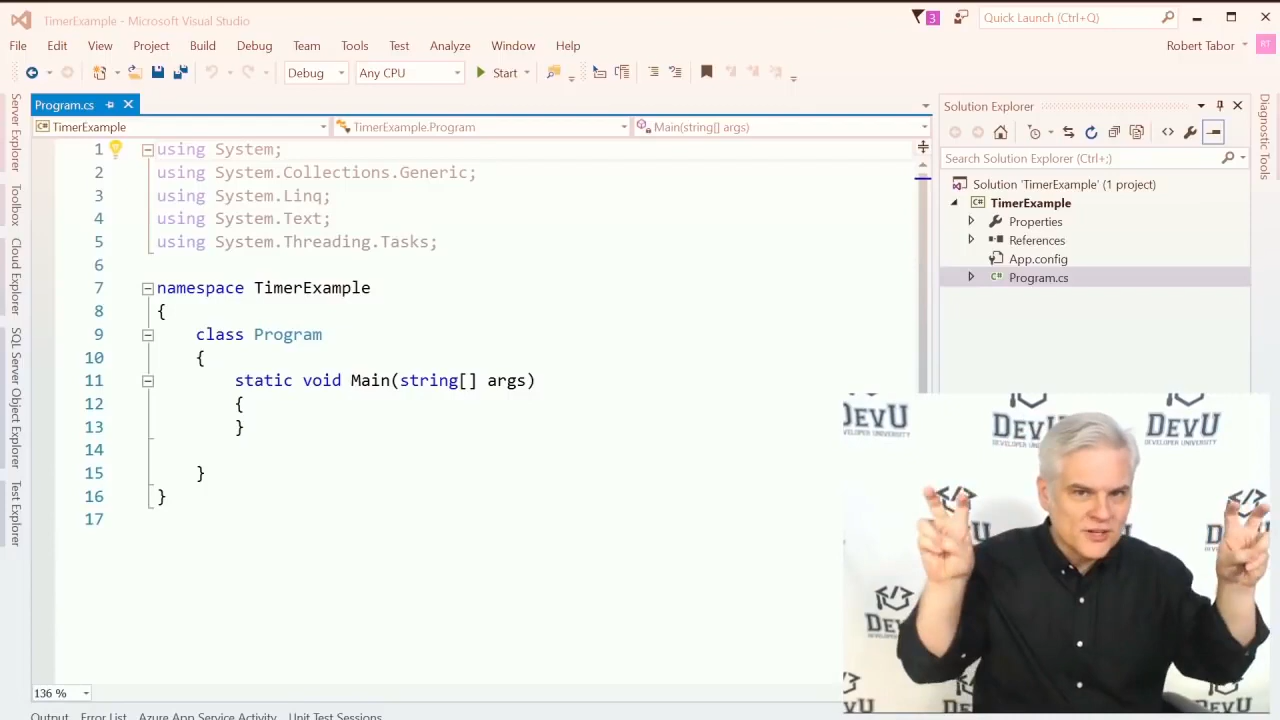 TimerExample - Microsoft Visual Studio
3
Quick Launch (Ctrl+Q)
File Edit View Project Build Debug Team Tools Test Analyze Window Help
Robert Tabor
RT
Debug
Any CPU
Start
Server Explorer
Toolbox
Cloud Explorer
SQL Server Object Explorer
Test Explorer
Program.cs
TimerExample
TimerExample.Program
Main(string[] args)
1 using System;
2 using System.Collections.Generic;
3 using System.Linq;
4 using System.Text;
5 using System.Threading.Tasks;
6
7 namespace TimerExample
8 {
9 class Program
10 {
11 static void Main(string[] args)
12 {
13 }
14
15 }
16 }
17
136 %
Output Error List Azure App Service Activity Unit Test Sessions
Solution Explorer
Search Solution Explorer (Ctrl+;)
Solution 'TimerExample' (1 project)
C# TimerExample
Properties
References
App.config
C# Program.cs
Diagnostic Tools
DEVU
DEVELOPER UNIVERSITY
DEVU
DEVELOPER UNIVERSITY
DEVU
DEVELOPER UNIVERSITY